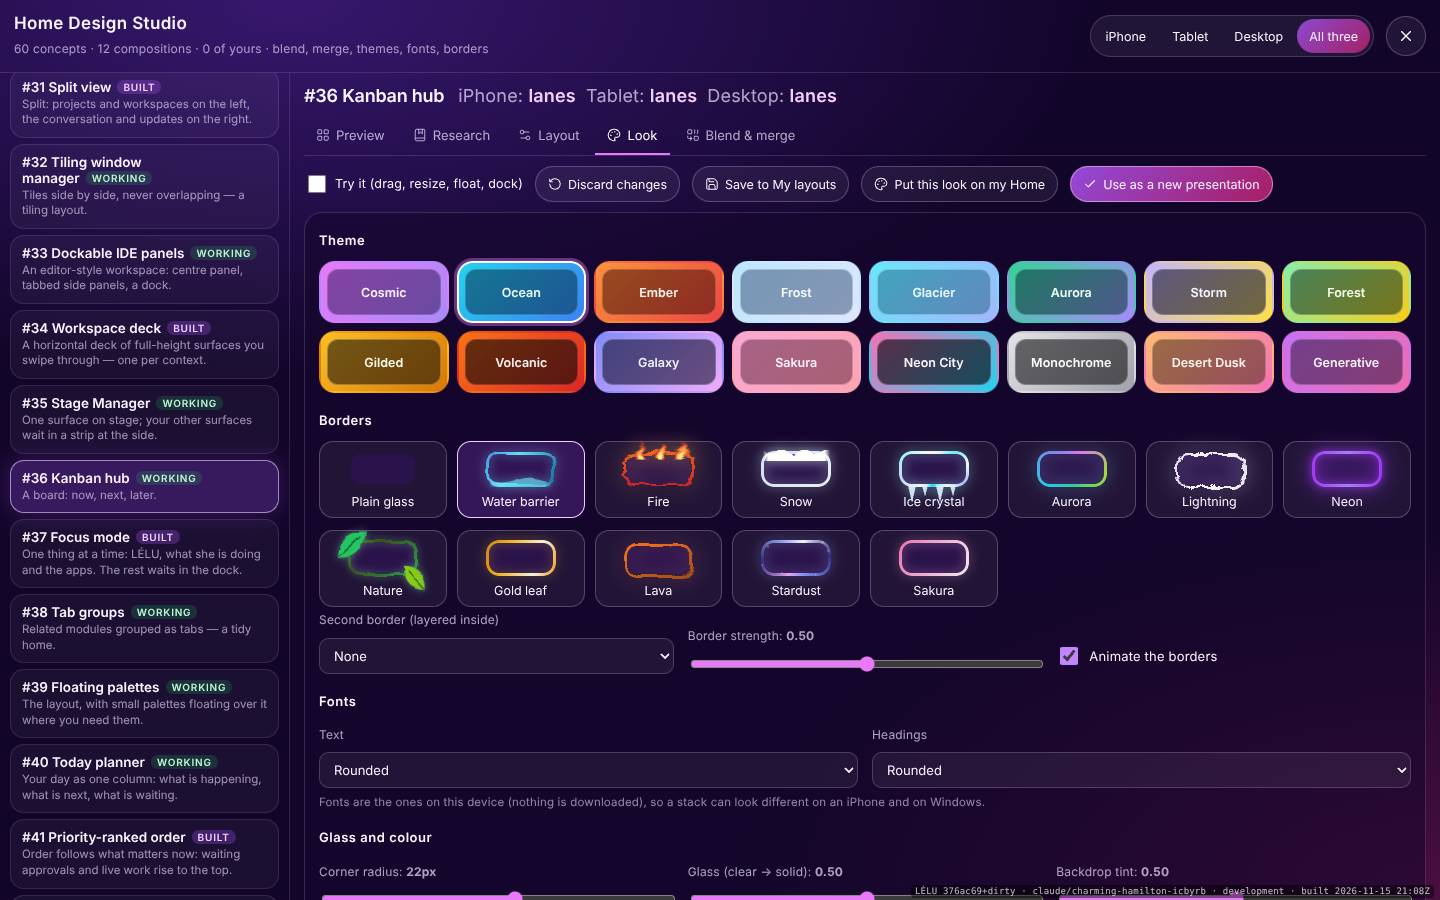 Home Design Studio
60 concepts · 12 compositions · 0 of yours · blend, merge, themes, fonts, borders
iPhone
Tablet
Desktop
All three
#31 Split view BUILT
Split: projects and workspaces on the left,
the conversation and updates on the right.
#32 Tiling window
manager WORKING
Tiles side by side, never overlapping — a
tiling layout.
#33 Dockable IDE panels WORKING
An editor-style workspace: centre panel,
tabbed side panels, a dock.
#34 Workspace deck BUILT
A horizontal deck of full-height surfaces you
swipe through — one per context.
#35 Stage Manager WORKING
One surface on stage; your other surfaces
wait in a strip at the side.
#36 Kanban hub WORKING
A board: now, next, later.
#37 Focus mode BUILT
One thing at a time: LÉLU, what she is doing
and the apps. The rest waits in the dock.
#38 Tab groups WORKING
Related modules grouped as tabs — a tidy
home.
#39 Floating palettes WORKING
The layout, with small palettes floating over it
where you need them.
#40 Today planner WORKING
Your day as one column: what is happening,
what is next, what is waiting.
#41 Priority-ranked order BUILT
Order follows what matters now: waiting
approvals and live work rise to the top.
#36 Kanban hub iPhone: lanes Tablet: lanes Desktop: lanes
Preview
Research
Layout
Look
Blend & merge
Try it (drag, resize, float, dock)
Discard changes
Save to My layouts
Put this look on my Home
Use as a new presentation
Theme
Cosmic
Ocean
Ember
Frost
Glacier
Aurora
Storm
Forest
Gilded
Volcanic
Galaxy
Sakura
Neon City
Monochrome
Desert Dusk
Generative
Borders
Plain glass
Water barrier
Fire
Snow
Ice crystal
Aurora
Lightning
Neon
Nature
Gold leaf
Lava
Stardust
Sakura
Second border (layered inside)
None
Border strength: 0.50
Animate the borders
Fonts
Text
Rounded
Headings
Rounded
Fonts are the ones on this device (nothing is downloaded), so a stack can look different on an iPhone and on Windows.
Glass and colour
Corner radius: 22px
Glass (clear → solid): 0.50
Backdrop tint: 0.50
LÉLU 376ac69+dirty · claude/charming-hamilton-icbyrb · development · built 2026-11-15 21:08Z